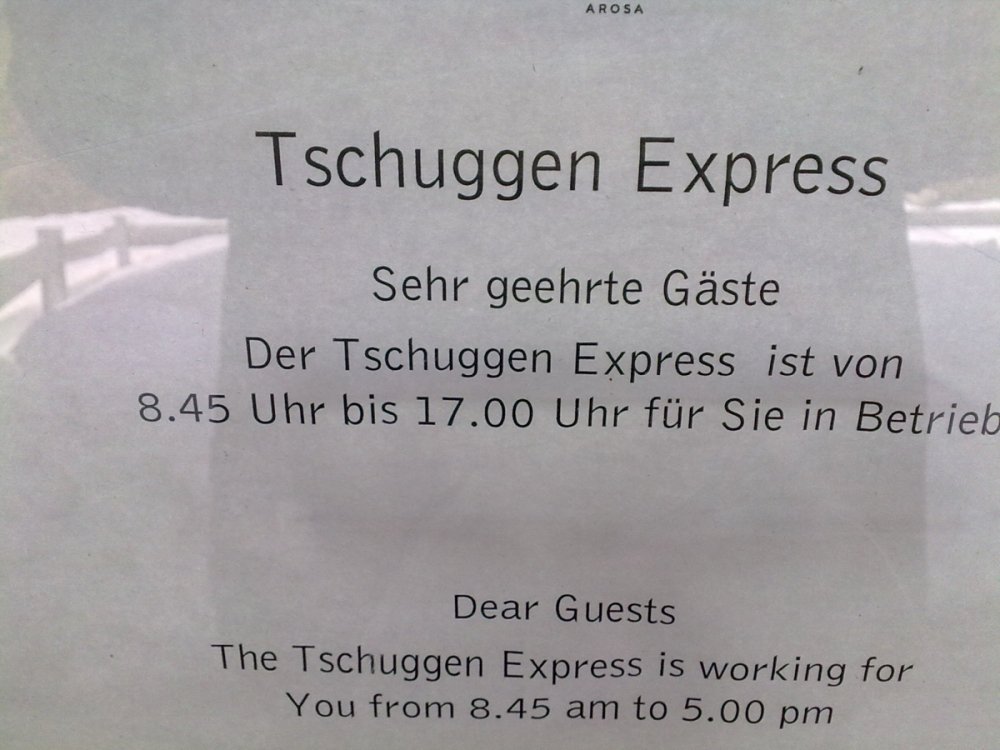 AROSA
Tschuggen Express
Sehr geehrte Gäste
Der Tschuggen Express ist von
8.45 Uhr bis 17.00 Uhr für Sie in Betrieb
Dear Guests
The Tschuggen Express is working for
You from 8.45 am to 5.00 pm